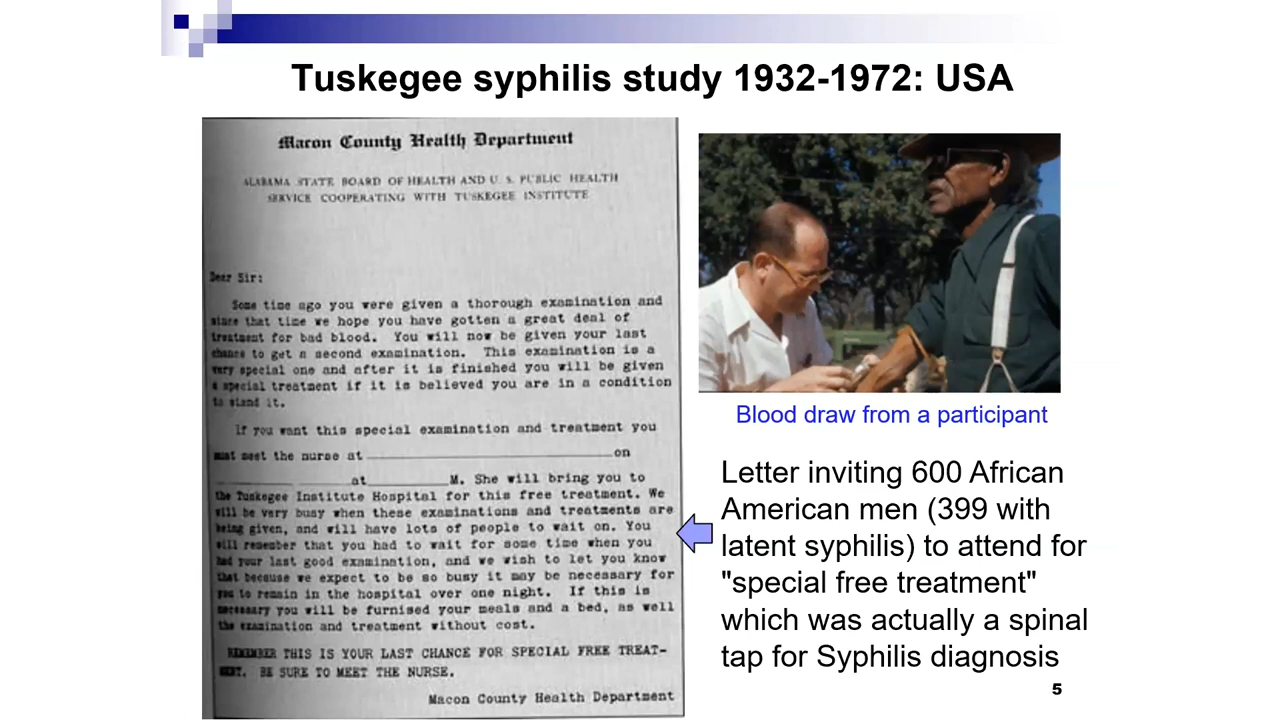 Tuskegee syphilis study 1932-1972: USA
Macon County Health Department
ALABAMA STATE BOARD OF HEALTH AND U. S. PUBLIC HEALTH
SERVICE COOPERATING WITH TUSKEGEE INSTITUTE
Dear Sir:
Some time ago you were given a thorough examination and
since that time we hope you have gotten a great deal of
treatment for bad blood. You will now be given your last
chance to get a second examination. This examination is a
very special one and after it is finished you will be given
a special treatment if it is believed you are in a condition
to stand it.
If you want this special examination and treatment you
must meet the nurse at on
at M. She will bring you to
the Tuskegee Institute Hospital for this free treatment. We
will be very busy when these examinations and treatments are
being given, and will have lots of people to wait on. You
will remember that you had to wait for some time when you
had your last good examination, and we wish to let you know
that because we expect to be so busy it may be necessary for
you to remain in the hospital over one night. If this is
necessary you will be furnished your meals and a bed, as well
the examination and treatment without cost.
REMEMBER THIS IS YOUR LAST CHANCE FOR SPECIAL FREE TREAT-
MENT. BE SURE TO MEET THE NURSE.
Macon County Health Department
Blood draw from a participant
Letter inviting 600 African
American men (399 with
latent syphilis) to attend for
"special free treatment"
which was actually a spinal
tap for Syphilis diagnosis
5